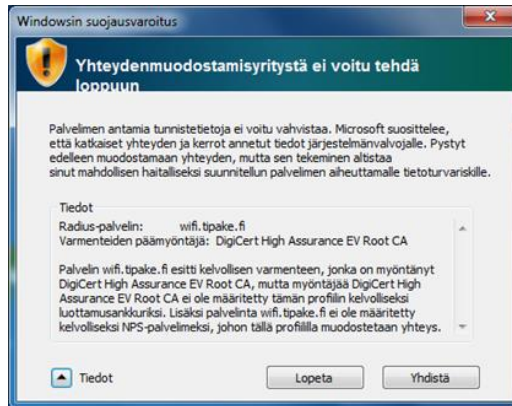 Windowsin suojausvaroitus
Yhteydenmuodostamisyritystä ei voitu tehdä
loppuun
Palvelimen antamia tunnistetietoja ei voitu vahvistaa. Microsoft suosittelee,
että katkaiset yhteyden ja kerrot annetut tiedot järjestelmänvalvojalle. Pystyt
edelleen muodostamaan yhteyden, mutta sen tekeminen altistaa
sinut mahdollisen haitalliseksi suunnitellun palvelimen aiheuttamalle tietoturvariskille.
Tiedot
Radius-palvelin: wifi.tipake.fi
Varmenteiden päämyöntäjä: DigiCert High Assurance EV Root CA
Palvelin wifi.tipake.fi esitti kelvollisen varmenteen, jonka on myöntänyt
DigiCert High Assurance EV Root CA, mutta myöntäjää DigiCert High
Assurance EV Root CA ei ole määritetty tämän profiilin kelvolliseksi
luottamusankkuriksi. Lisäksi palvelinta wifi.tipake.fi ei ole määritetty
kelvolliseksi NPS-palvelimeksi, johon tällä profiililla muodostetaan yhteys.
Tiedot
Lopeta
Yhdistä